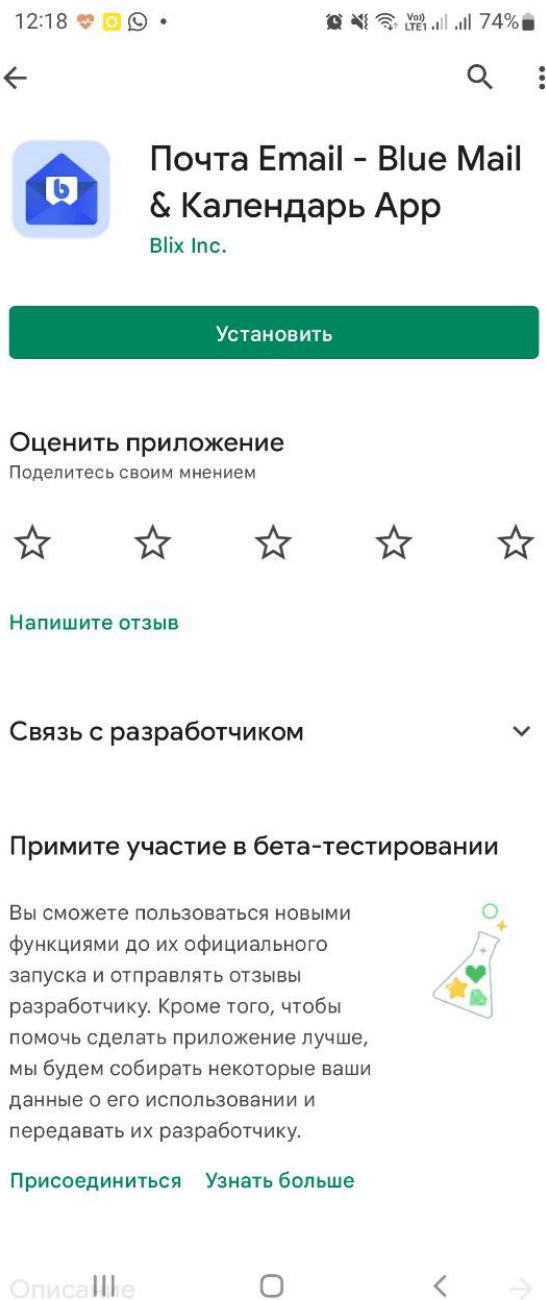 12:18
Vo)) LTE1 74%
Почта Email - Blue Mail
& Календарь App
Blix Inc.
Установить
Оценить приложение
Поделитесь своим мнением
Напишите отзыв
Связь с разработчиком
Примите участие в бета-тестировании
Вы сможете пользоваться новыми
функциями до их официального
запуска и отправлять отзывы
разработчику. Кроме того, чтобы
помочь сделать приложение лучше,
мы будем собирать некоторые ваши
данные о его использовании и
передавать их разработчику.
Присоединиться Узнать больше
Описание